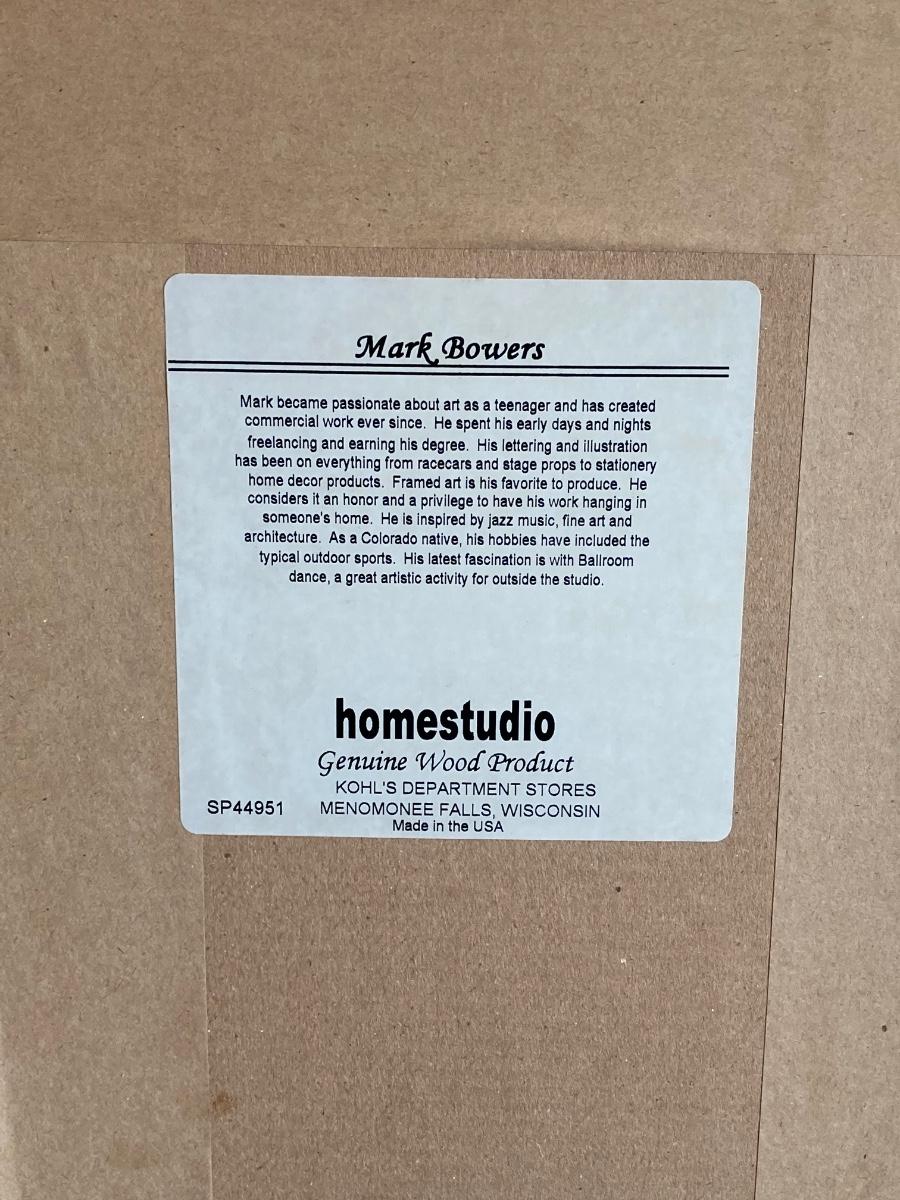 Mark Bowers
Mark became passionate about art as a teenager and has created
commercial work ever since. He spent his early days and nights
freelancing and earning his degree. His lettering and illustration
has been on everything from racecars and stage props to stationery
home decor products. Framed art is his favorite to produce. He
considers it an honor and a privilege to have his work hanging in
someone's home. He is inspired by jazz music, fine art and
architecture. As a Colorado native, his hobbies have included the
typical outdoor sports. His latest fascination is with Ballroom
dance, a great artistic activity for outside the studio.
homestudio
Genuine Wood Product
KOHL'S DEPARTMENT STORES
SP44951 MENOMONEE FALLS, WISCONSIN
Made in the USA